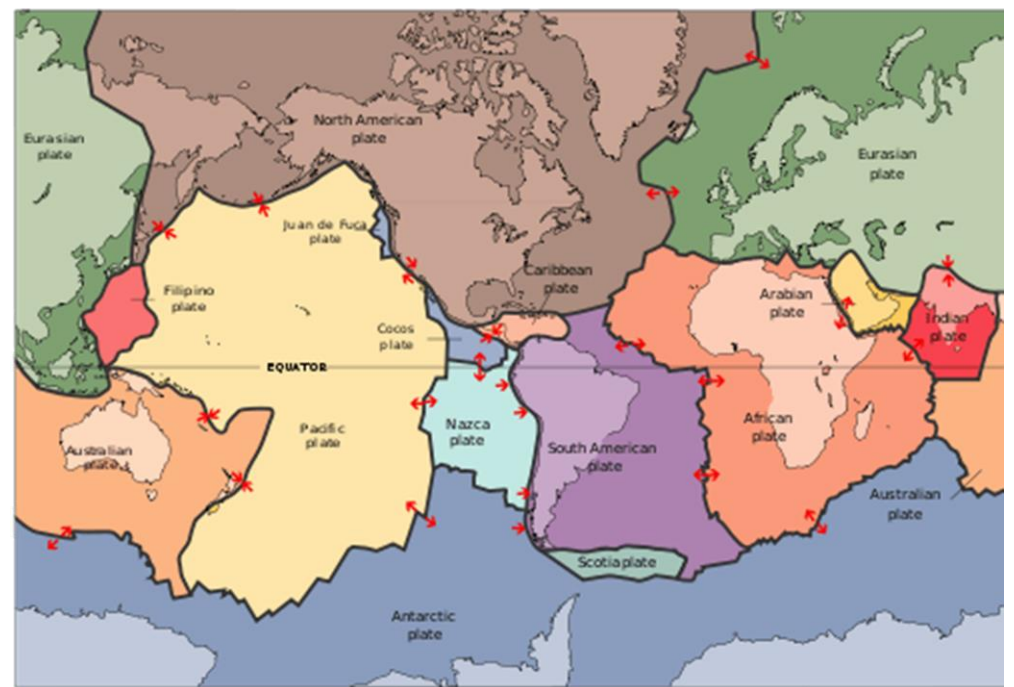 North American
plate
Eurasian
plate
Eurasian
plate
Juan de Fuca
plate
Caribbean
plate
Filipino
plate
Arabian
plate
Indian
plate
Cocos
plate
EQUATOR
Nazca
plate
African
plate
Pacific
plate
Australian
plate
South American
plate
Australian
plate
Scotia plate
Antarctic
plate